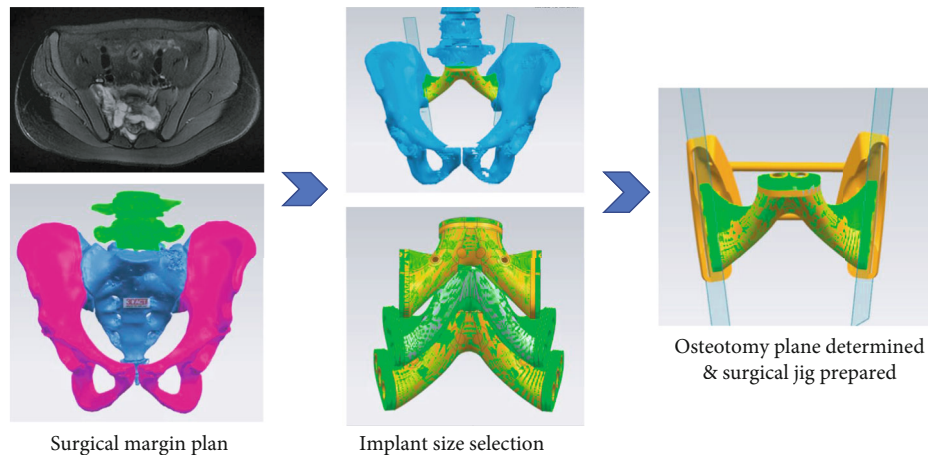 Surgical margin plan
Implant size selection
Osteotomy plane determined
& surgical jig prepared